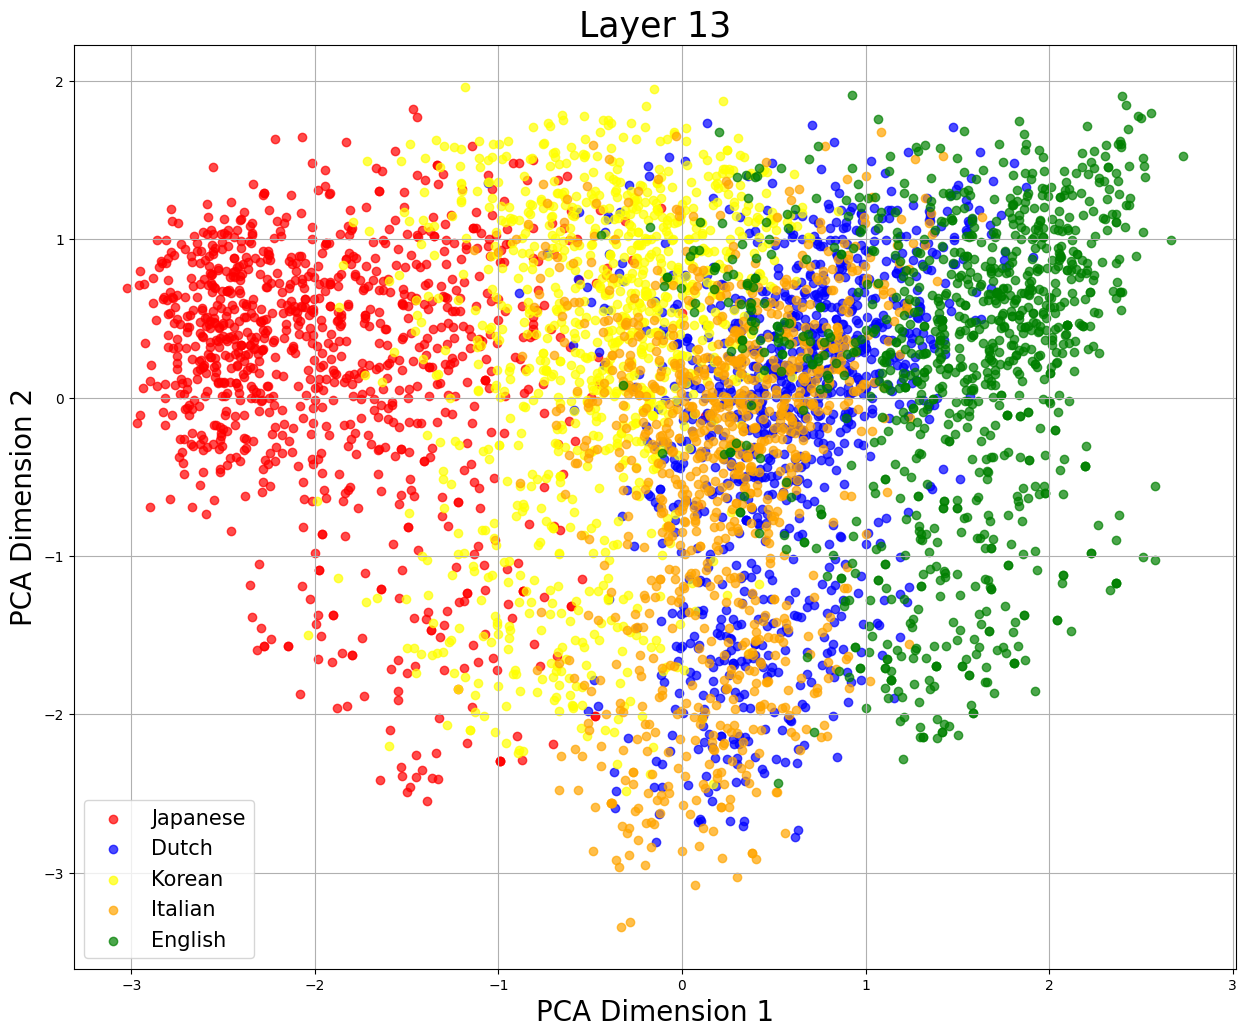 Layer 13
2
1
0
−1
−2
−3
PCA Dimension 2
Japanese
Dutch
Korean
Italian
English
−3
−2
−1
0
1
2
3
PCA Dimension 1